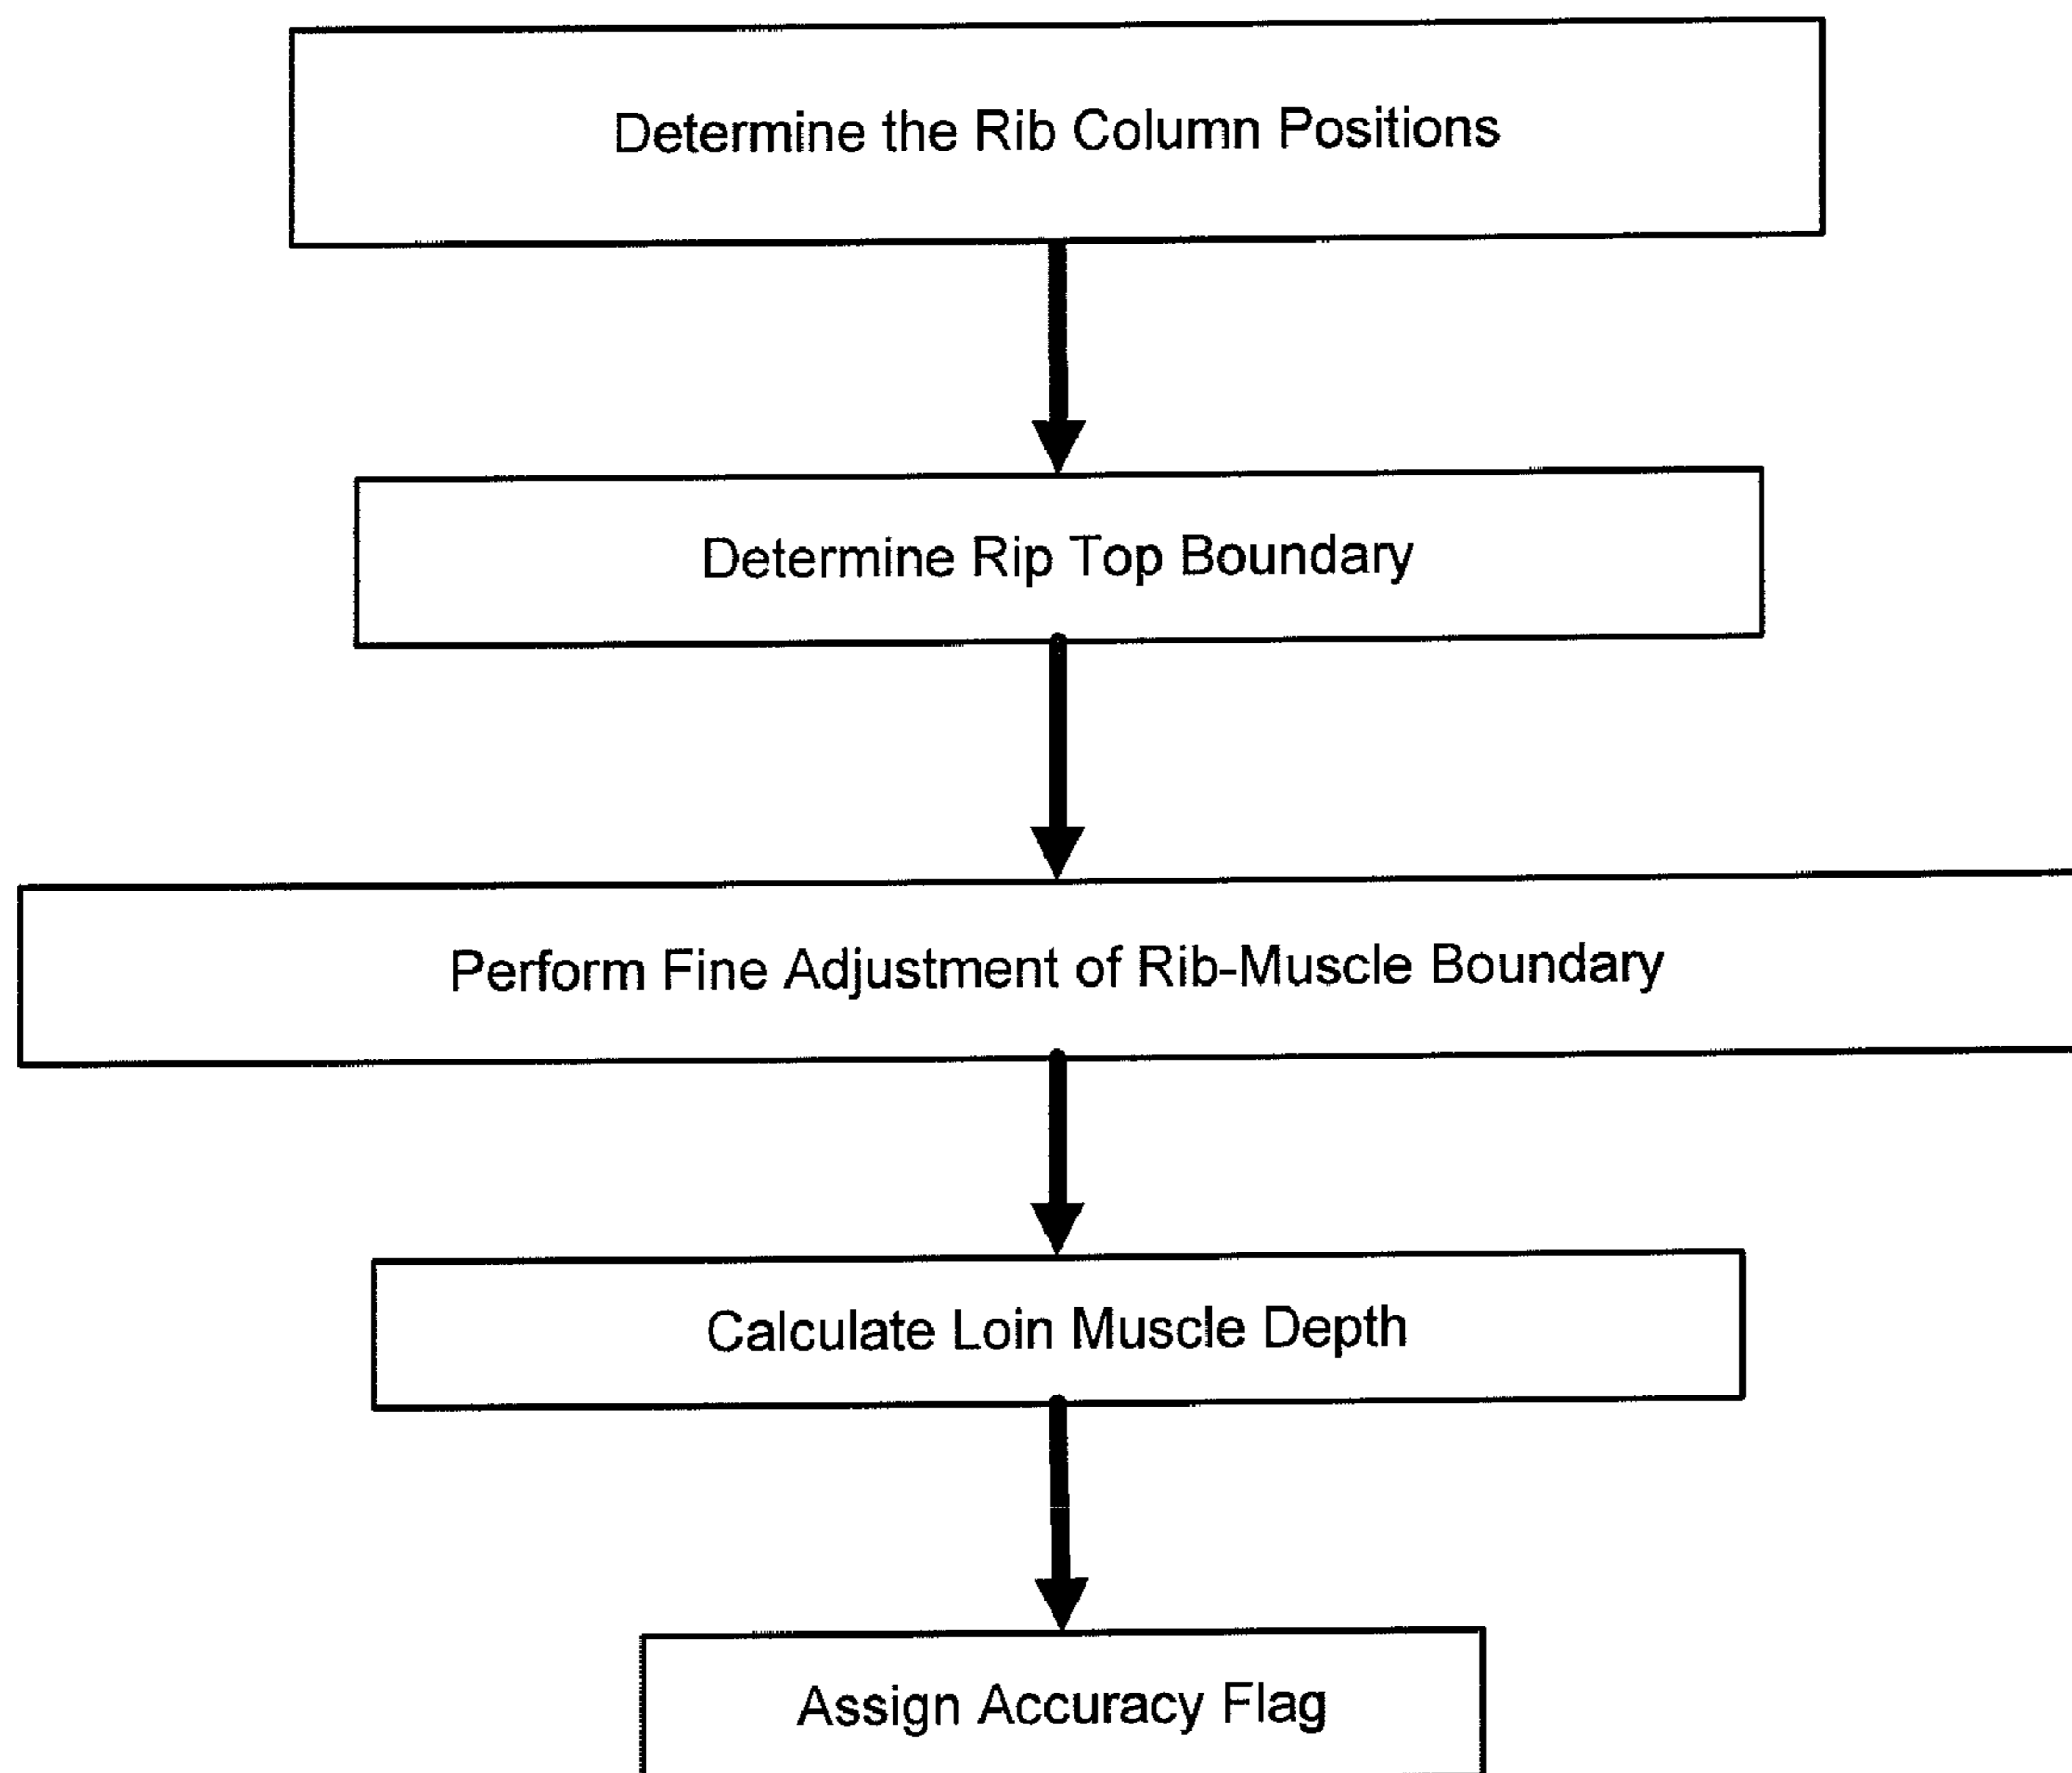 Determine the Rib Column Positions
Determine Rip Top Boundary
Perform Fine Adjustment of Rib-Muscle Boundary
Calculate Loin Muscle Depth
Assign Accuracy Flag